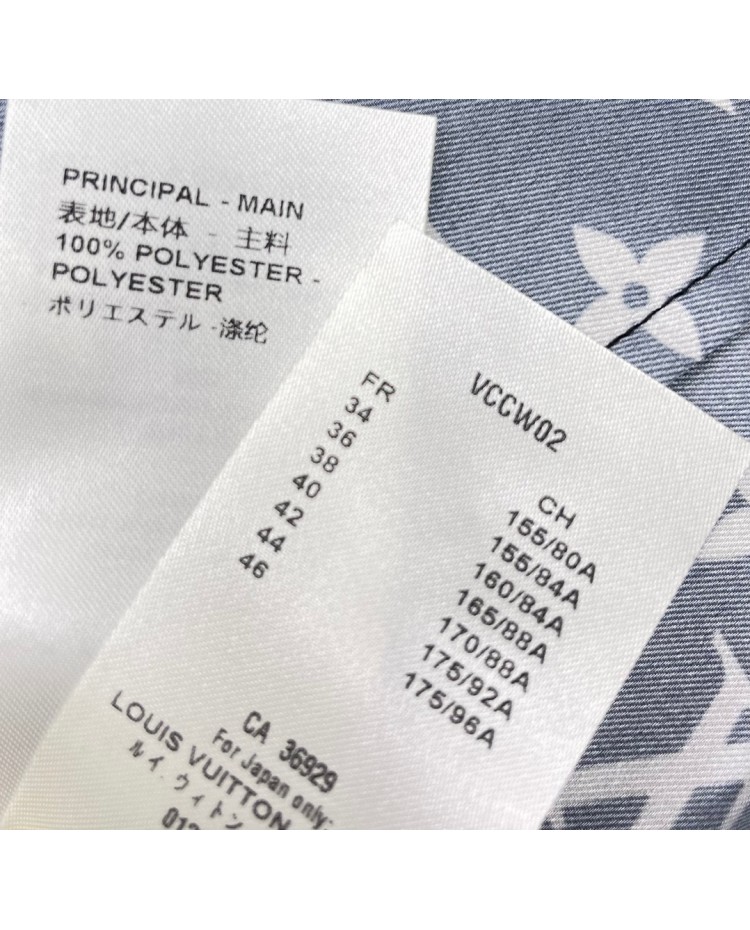 PRINCIPAL - MAIN
表地/本体 - 主料
100% POLYESTER -
POLYESTER
ポリエステル -涤纶
VCCW02
FR CH
34 155/80A
36 155/84A
38 160/84A
40 165/88A
42 170/88A
44 175/92A
46 175/96A
CA 36929
For Japan only:
LOUIS VUITTON
ルイ.ウィトン
012